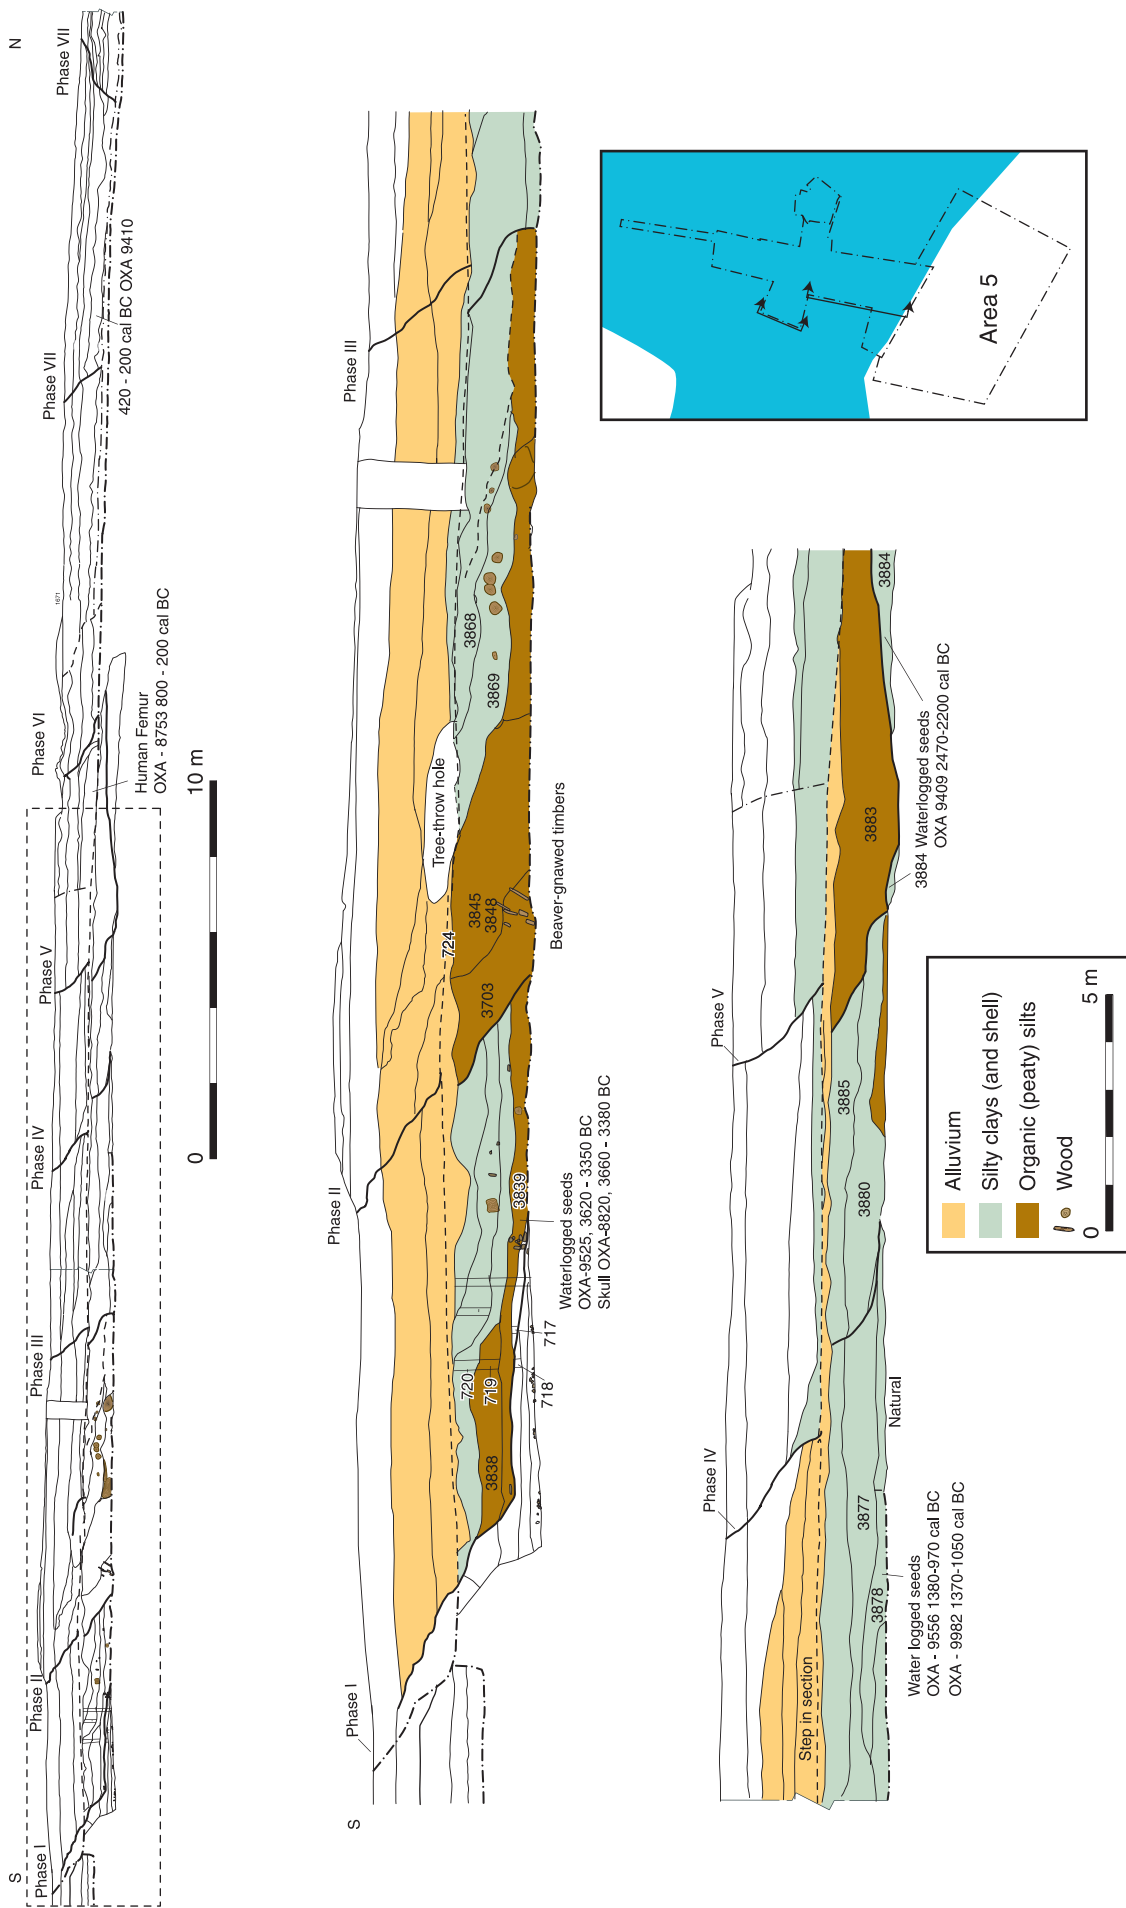 S
N
Phase I
Phase II
Phase III
Phase IV
Phase V
Phase VI
Phase VII
Phase VII
1671
Human Femur
OXA - 8753 800 - 200 cal BC
420 - 200 cal BC OXA 9410
0
10 m
S
Phase I
Phase II
Phase III
Tree-throw hole
724
3838
719
720
718
717
3839
3703
3845
3848
3869
3868
Waterlogged seeds
OXA-9525, 3620 - 3350 BC
Skull OXA-8820, 3660 - 3380 BC
Beaver-gnawed timbers
Area 5
Phase IV
Phase V
Step in section
3878
3877
Natural
3880
3885
3883
3884
Water logged seeds
OXA - 9556 1380-970 cal BC
OXA - 9982 1370-1050 cal BC
3884 Waterlogged seeds
OXA 9409 2470-2200 cal BC
Alluvium
Silty clays (and shell)
Organic (peaty) silts
Wood
0
5 m